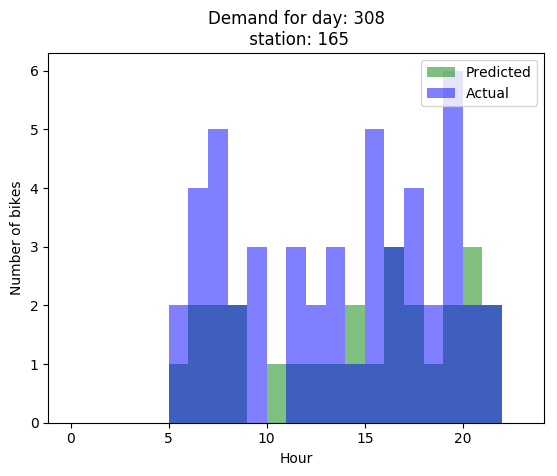 Demand for day: 308
station: 165
Predicted
Actual
Number of bikes
6
5
4
3
2
1
0
0 5 10 15 20
Hour